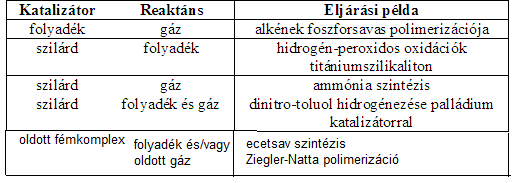 Katalizátor Reaktáns Eljárási példa
folyadék gáz alkének foszforsavas polimerizációja
szilárd folyadék hidrogén-peroxidos oxidációk
titániumszilikaliton
szilárd gáz ammónia szintézis
szilárd folyadék és gáz dinitro-toluol hidrogénezése palládium
katalizátorral
oldott fémkomplex folyadék és/vagy ecetsav szintézis
oldott gáz Ziegler-Natta polimerizáció